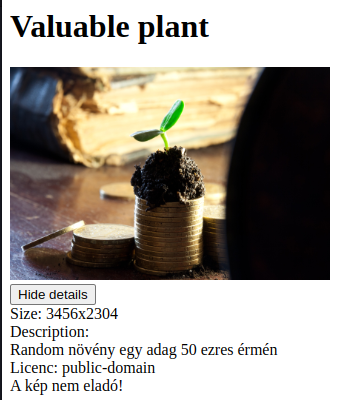 Valuable plant
Hide details
Size: 3456x2304
Description:
Random növény egy adag 50 ezres érmén
Licenc: public-domain
A kép nem eladó!